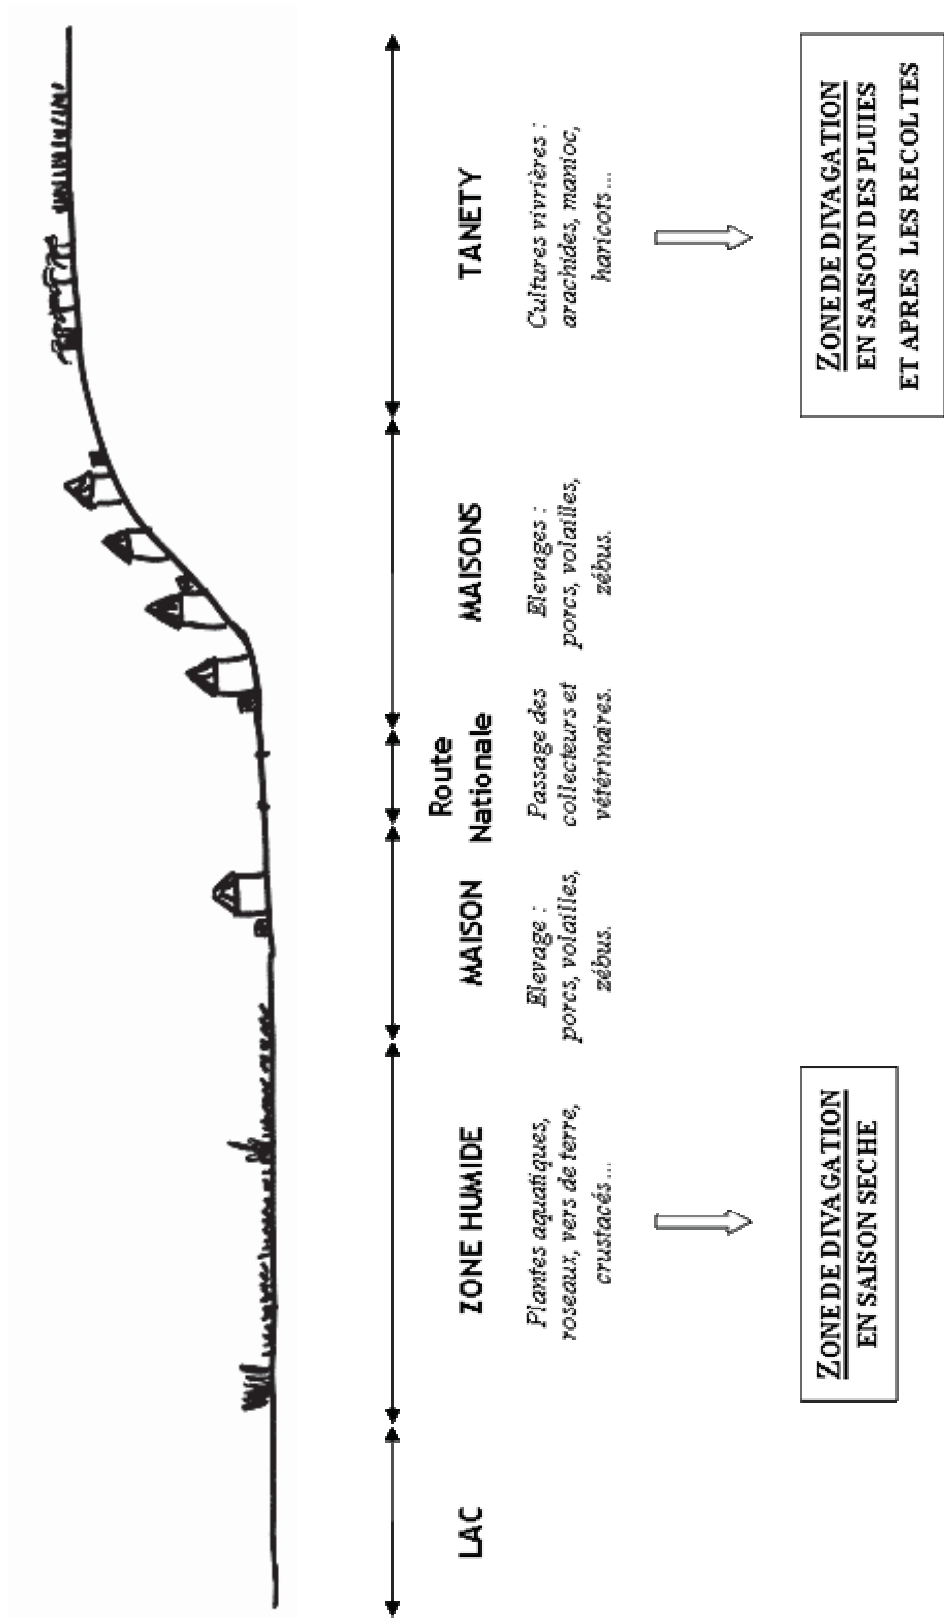 LAC
ZONE HUMIDE
Plantes aquatiques,
roseaux, vers de terre,
crustacés ...
ZONE DE DIVAGATION
EN SAISON SECHE
MAISON
Elevage :
porcs, volailles,
zébus.
Route
Nationale
Passage des
collecteurs et
vétérinaires.
MAISONS
Elevages :
porcs, volailles,
zébus.
TANETY
Cultures vivrières :
arachides, manioc,
haricots ...
ZONE DE DIVAGATION
EN SAISON DES PLUIES
ET APRES LES RECOLTES